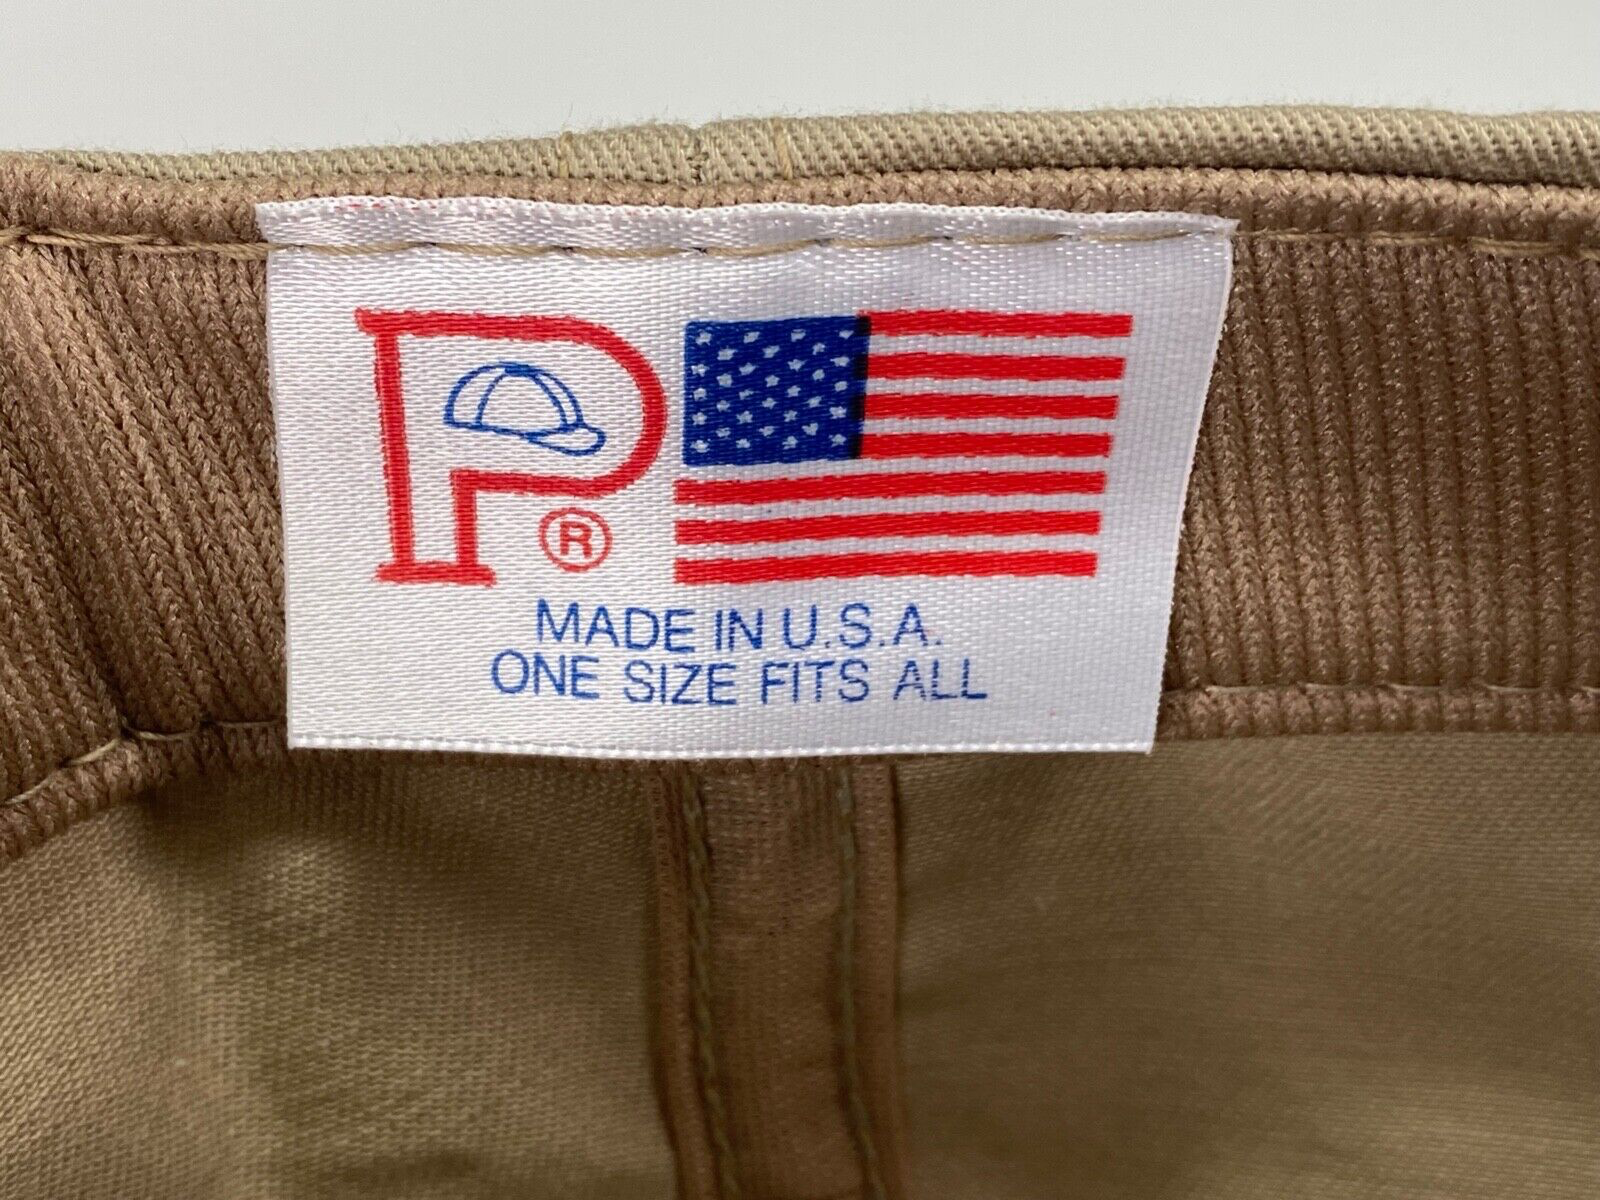 P
®
MADE IN U.S.A.
ONE SIZE FITS ALL